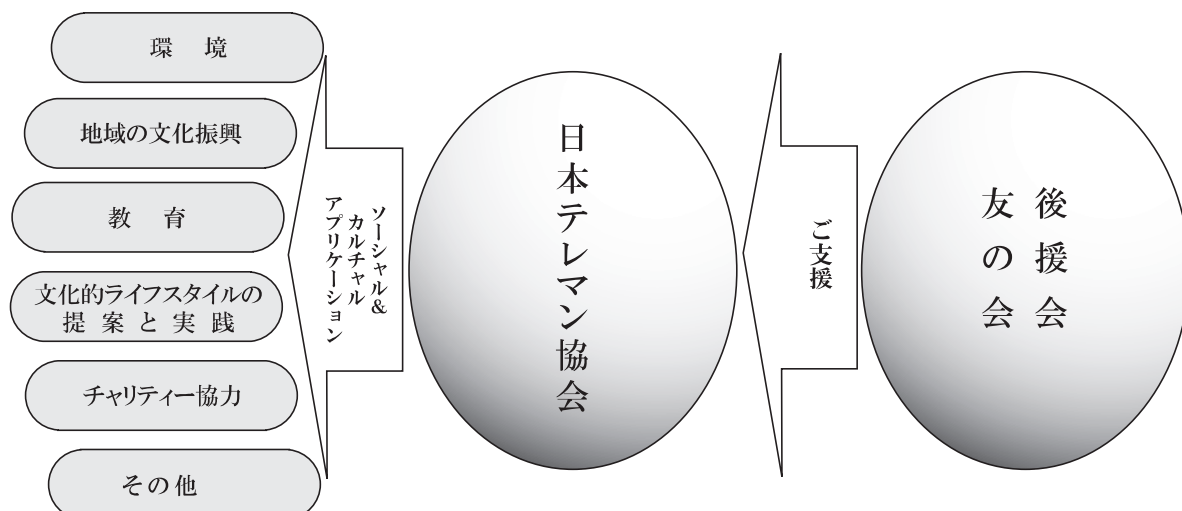 環 境
地域の文化振興
教 育
文化的ライフスタイルの
提案と実践
チャリティー協力
その他
ソーシャル&
カルチャル
アプリケーション
日本テレマン協会
ご支援
後援会
友の会